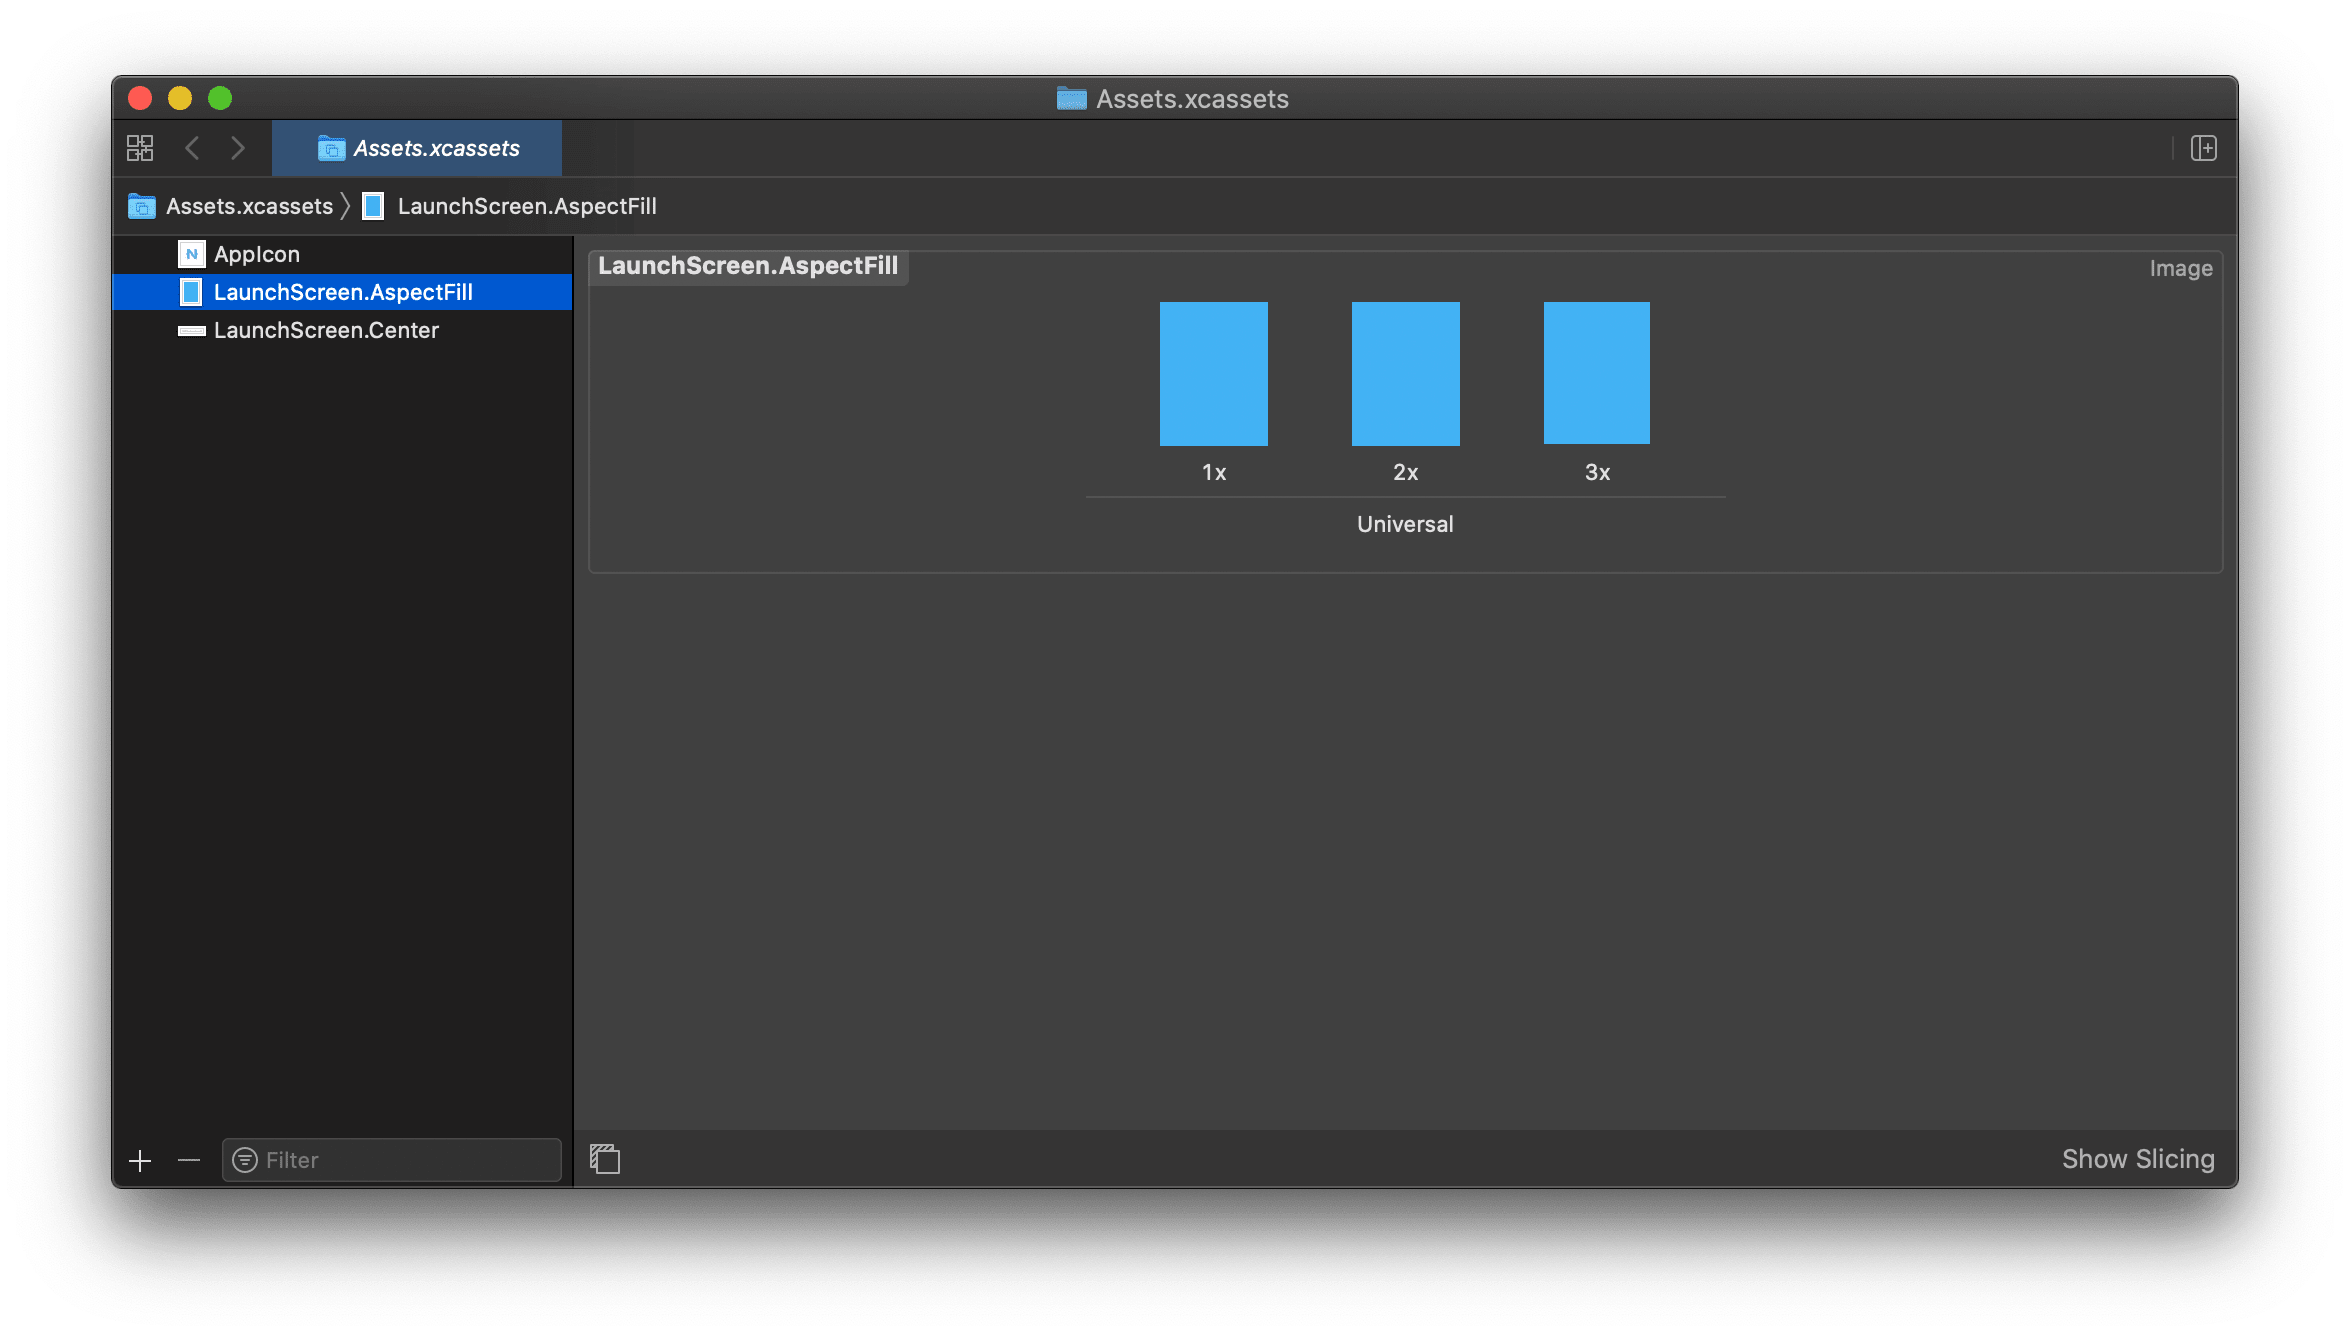 Assets.xcassets
Assets.xcassets
Assets.xcassets LaunchScreen.AspectFill
AppIcon
LaunchScreen.AspectFill
LaunchScreen.Center
LaunchScreen.AspectFill
Image
1x 2x 3x
Universal
Filter
Show Slicing